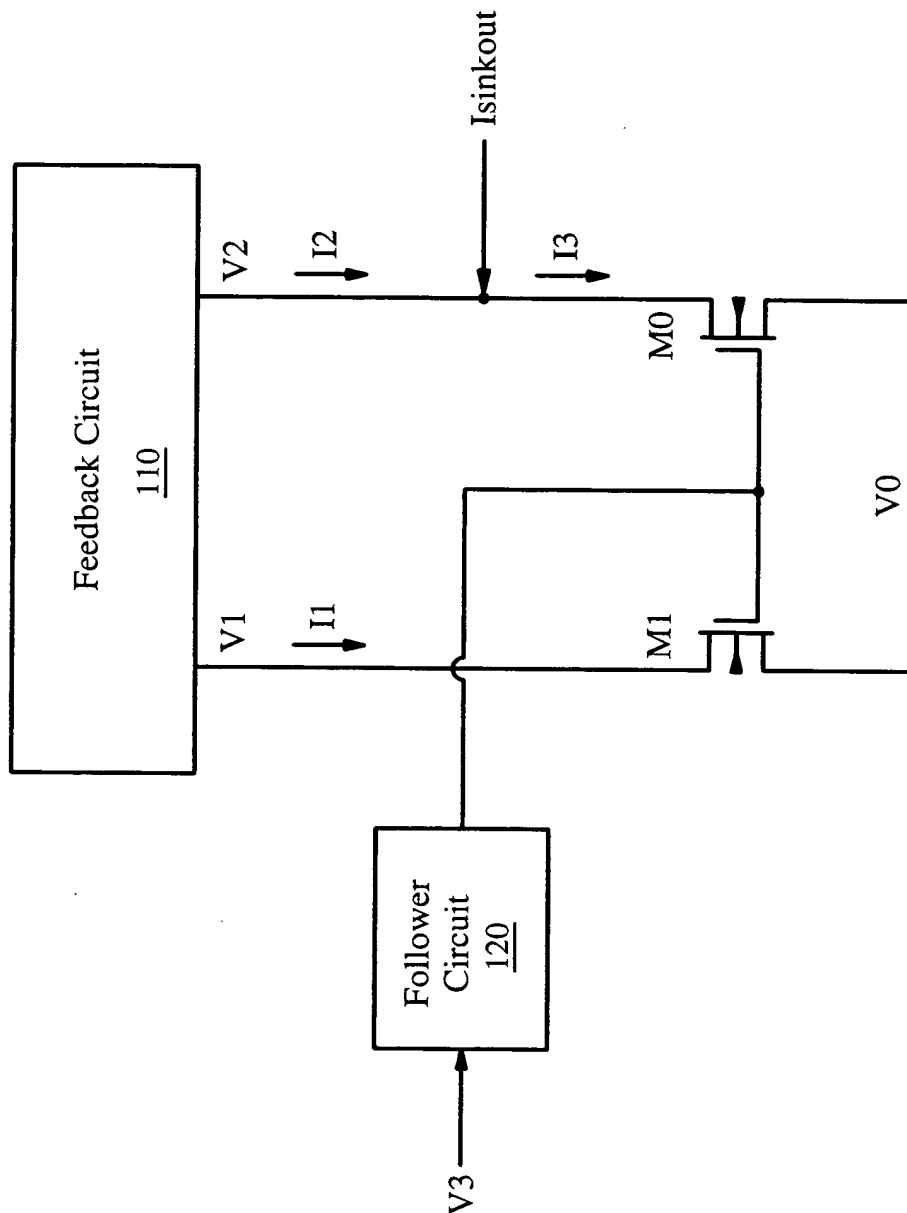 Feedback Circuit
110
V1
V2
I1
I2
Isinkout
I3
Follower
Circuit
120
V3
M1
M0
V0